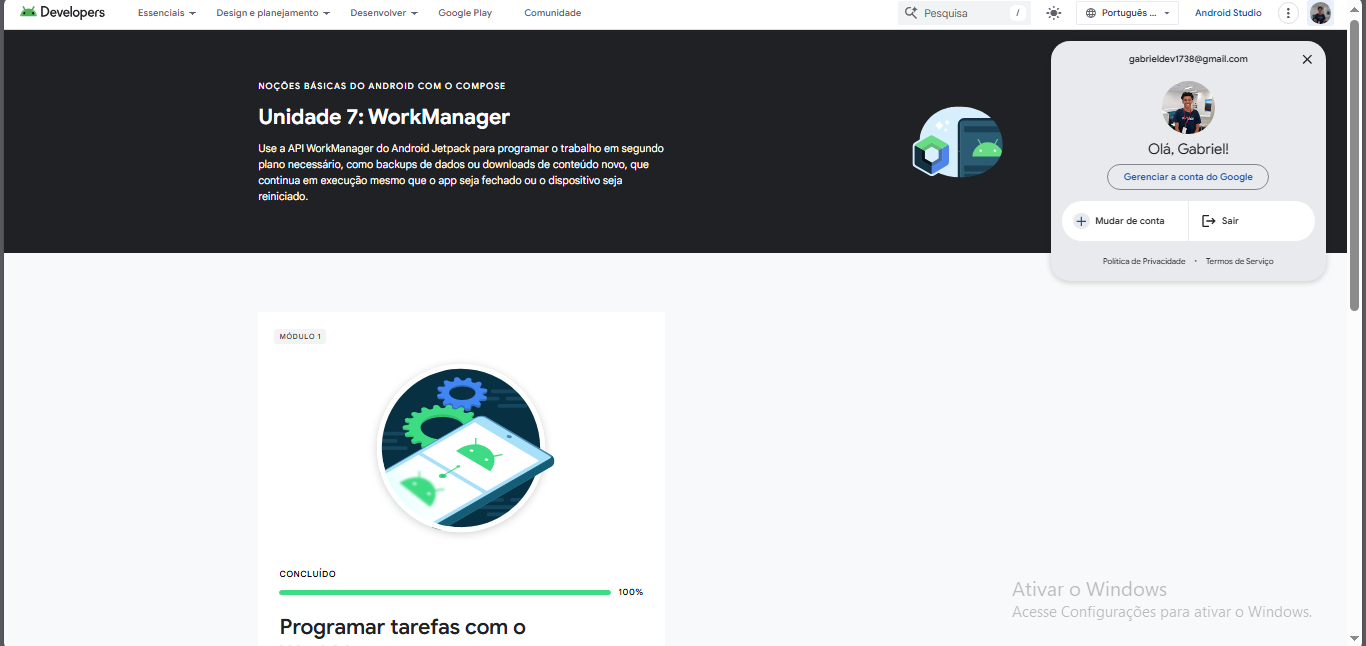 Developers
Essenciais
Design e planejamento
Desenvolver
Google Play
Comunidade
Pesquisa
/
Português ...
Android Studio
gabrieldev1738@gmail.com
Olá, Gabriel!
Gerenciar a conta do Google
Mudar de conta
Sair
Política de Privacidade • Termos de Serviço
NOÇÕES BÁSICAS DO ANDROID COM O COMPOSE
Unidade 7: WorkManager
Use a API WorkManager do Android Jetpack para programar o trabalho em segundo
plano necessário, como backups de dados ou downloads de conteúdo novo, que
continua em execução mesmo que o app seja fechado ou o dispositivo seja
reiniciado.
MÓDULO 1
CONCLUÍDO
100%
Programar tarefas com o
Ativar o Windows
Acesse Configurações para ativar o Windows.